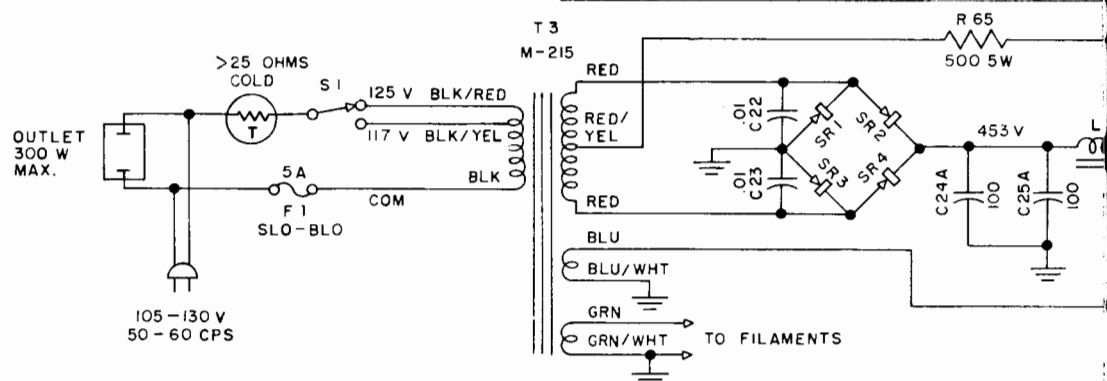 T 3
M-215
R 65
500 5W
>25 OHMS
COLD
S 1
T
125 V BLK/RED
117 V BLK/YEL
BLK
COM
OUTLET
300 W
MAX.
5A
F 1
SLO-BLO
105-130 V
50-60 CPS
RED
RED/
YEL
RED
.01
C22
.01
C23
SR1
SR2
SR3
SR4
453 V
L
C24A
100
C25A
100
BLU
BLU/WHT
GRN
GRN/WHT
TO FILAMENTS